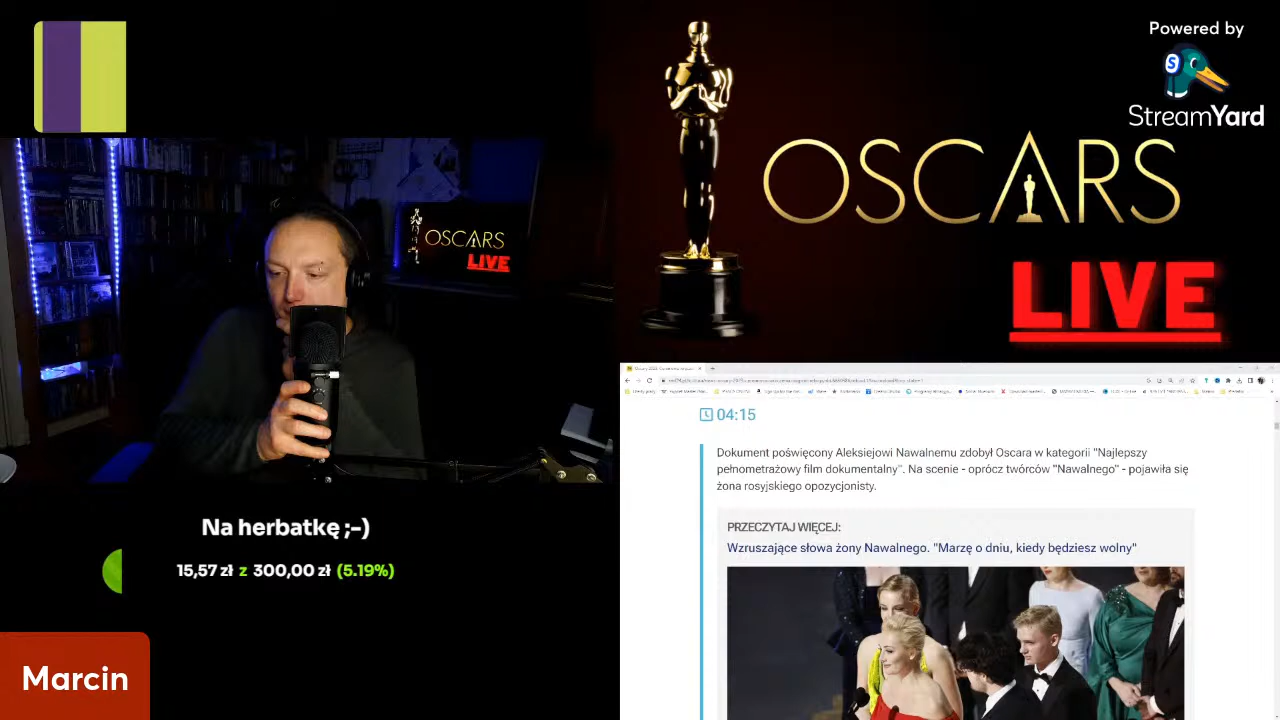 Powered by
S
StreamYard
OSCARS
LIVE
OSCARS
LIVE
04:15
Dokument poświęcony Aleksiejowi Nawalnemu zdobył Oscara w kategorii "Najlepszy
pełnometrażowy film dokumentalny". Na scenie - oprócz twórców "Nawalnego" - pojawiła się
żona rosyjskiego opozycjonisty.
PRZECZYTAJ WIĘCEJ:
Wzruszające słowa żony Nawalnego. "Marzę o dniu, kiedy będziesz wolny"
Na herbatkę ;-)
15,57 zł z 300,00 zł (5.19%)
Marcin